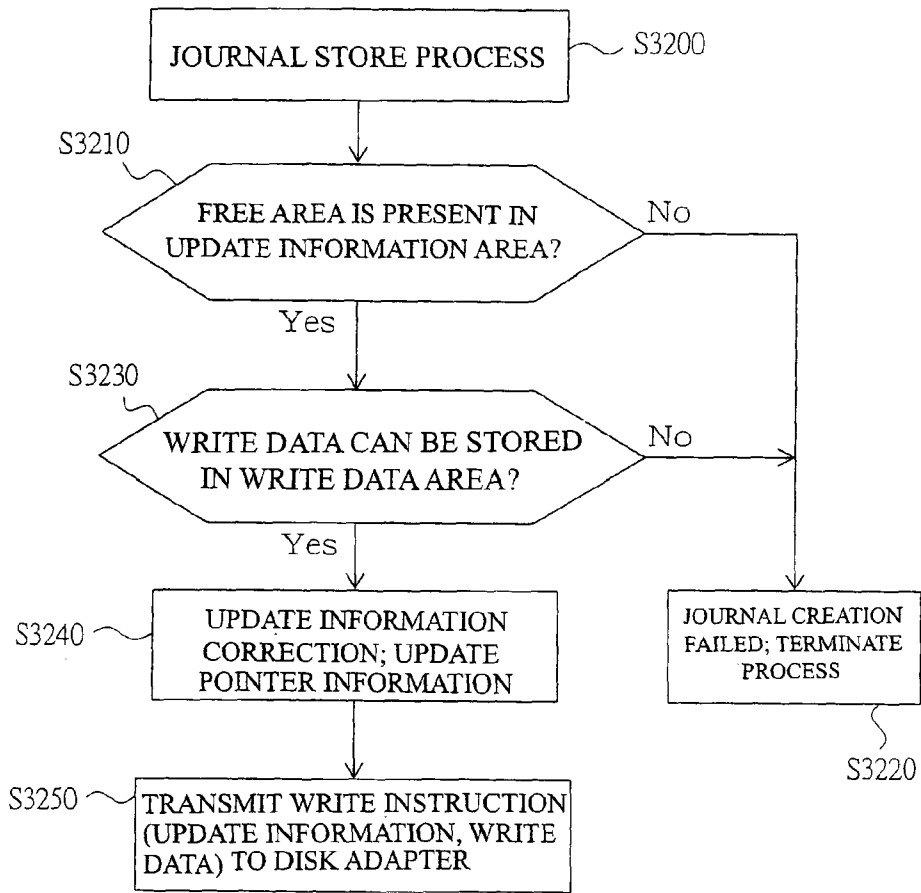 JOURNAL STORE PROCESS
S3200
S3210
FREE AREA IS PRESENT IN
UPDATE INFORMATION AREA?
No
Yes
S3230
WRITE DATA CAN BE STORED
IN WRITE DATA AREA?
No
Yes
S3240
UPDATE INFORMATION
CORRECTION; UPDATE
POINTER INFORMATION
JOURNAL CREATION
FAILED; TERMINATE
PROCESS
S3220
S3250
TRANSMIT WRITE INSTRUCTION
(UPDATE INFORMATION, WRITE
DATA) TO DISK ADAPTER